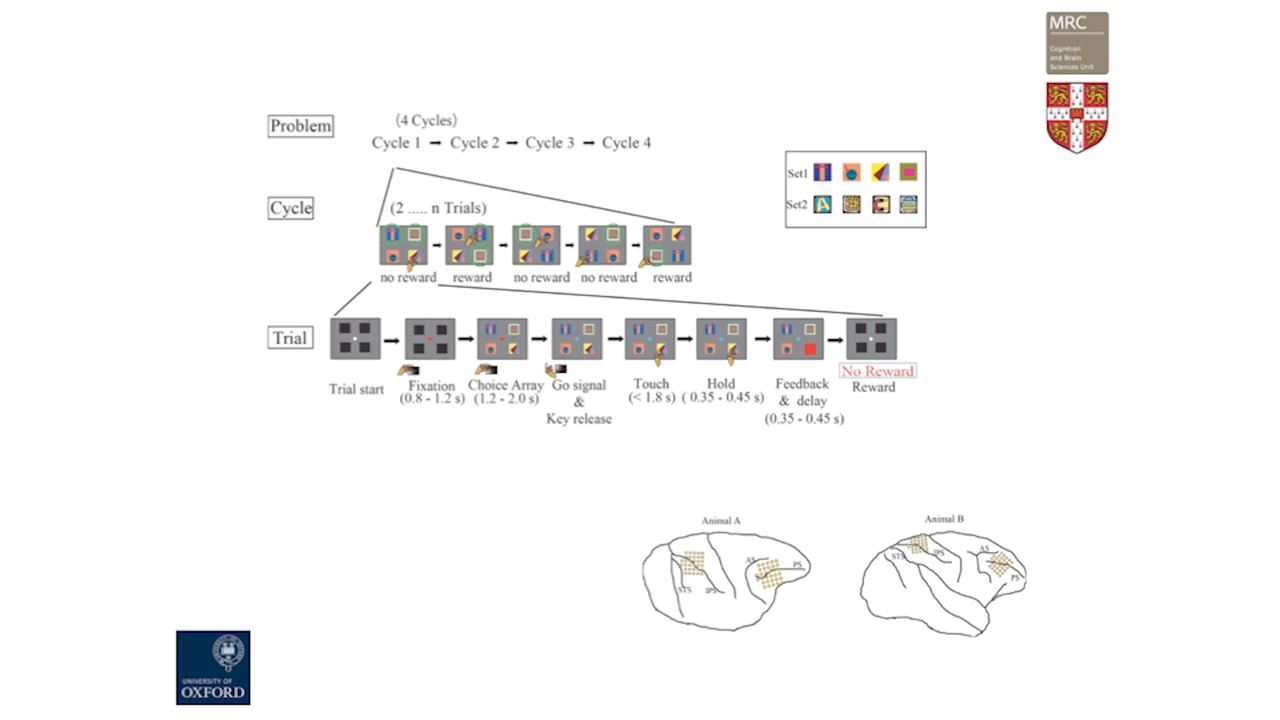 MRC
Cognition
and Brain
Sciences Unit
Problem
(4 Cycles)
Cycle 1 → Cycle 2 → Cycle 3 → Cycle 4
Set1
Set2
Cycle
(2 ..... n Trials)
no reward reward no reward no reward reward
Trial
No Reward
Trial start Fixation Choice Array Go signal Touch Hold Feedback Reward
(0.8 - 1.2 s) (1.2 - 2.0 s) & (< 1.8 s) ( 0.35 - 0.45 s) & delay
Key release (0.35 - 0.45 s)
Animal A
Animal B
STS IPS AS PS
STS IPS AS PS
UNIVERSITY OF
OXFORD